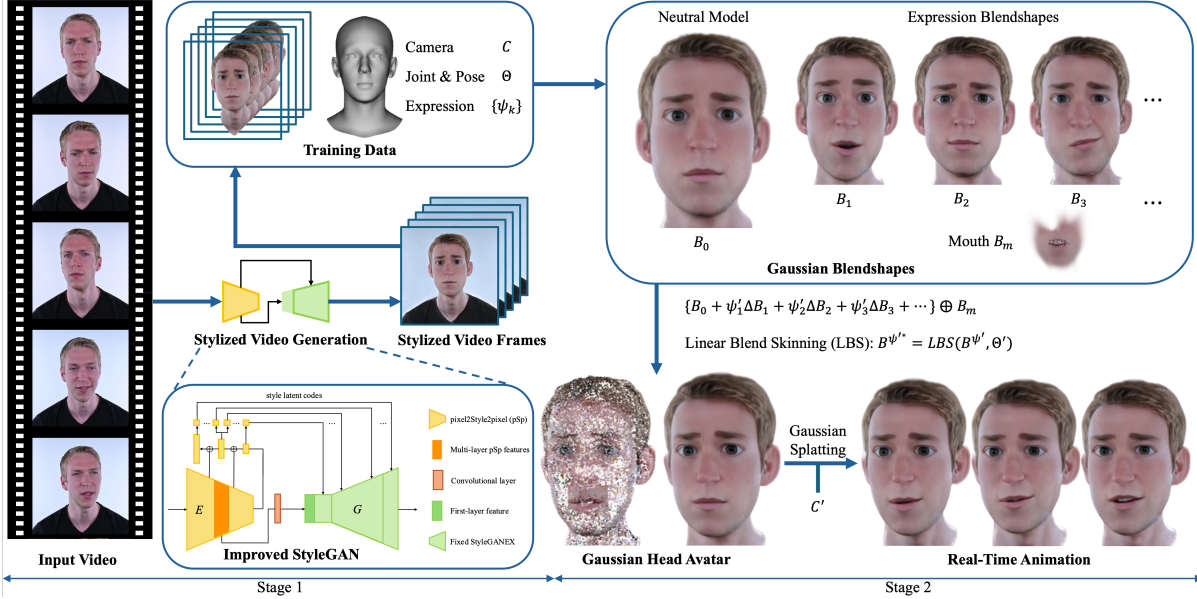 Input Video
Camera C
Joint & Pose Θ
Expression {ψₖ}
Training Data
Stylized Video Generation
Stylized Video Frames
style latent codes
...
...
...
...
E
G
pixel2Style2pixel (pSp)
Multi-layer pSp features
Convolutional layer
First-layer feature
Fixed StyleGANEX
Improved StyleGAN
Stage 1
Neutral Model
Expression Blendshapes
...
B₀
B₁
B₂
B₃
...
Mouth Bₘ
Gaussian Blendshapes
{B₀ + ψ′₁ΔB₁ + ψ′₂ΔB₂ + ψ′₃ΔB₃ + ⋯} ⊕ Bₘ
Linear Blend Skinning (LBS): B^ψ′* = LBS(B^ψ′, Θ′)
Gaussian
Splatting
C′
Gaussian Head Avatar
Real-Time Animation
Stage 2